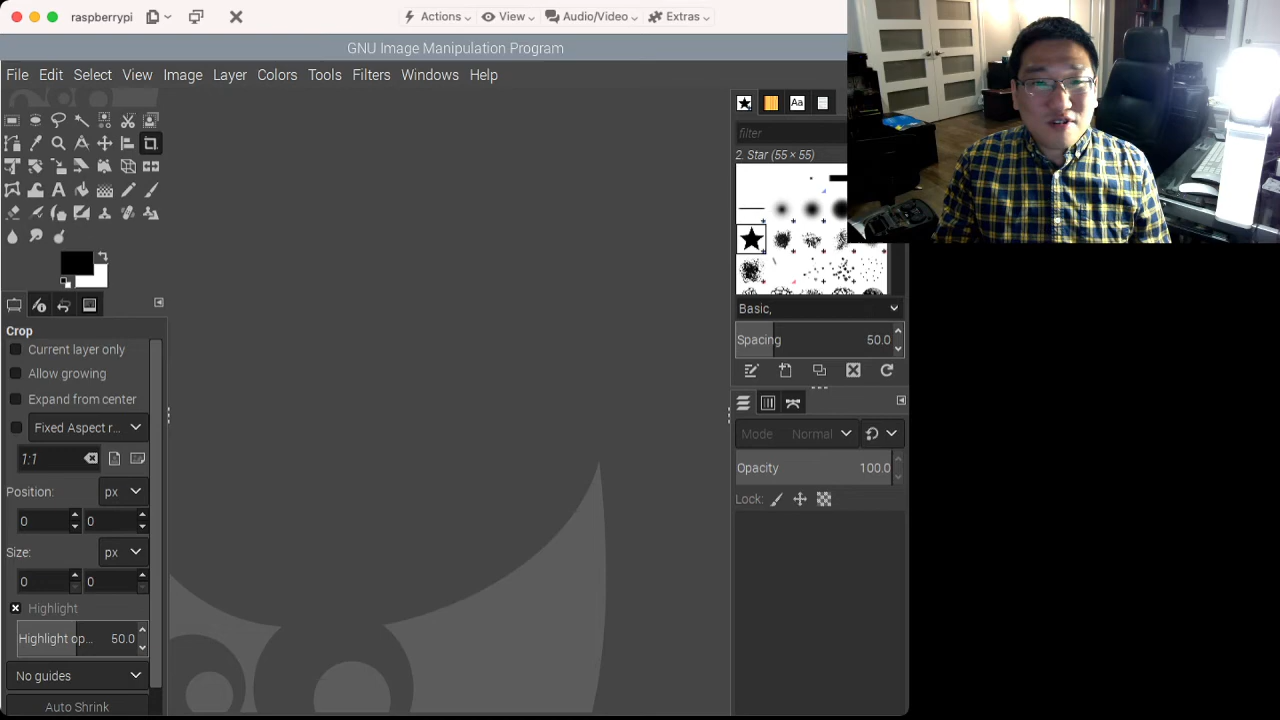 raspberrypi
Actions
View
Audio/Video
Extras
GNU Image Manipulation Program
File Edit Select View Image Layer Colors Tools Filters Windows Help
Aa
filter
2. Star (55 × 55)
Basic,
Spacing 50.0
Crop
Current layer only
Allow growing
Expand from center
Fixed Aspect r...
1:1
Position: px
0 0
Size: px
0 0
Highlight
Highlight op... 50.0
No guides
Auto Shrink
Mode Normal
Opacity 100.0
Lock: